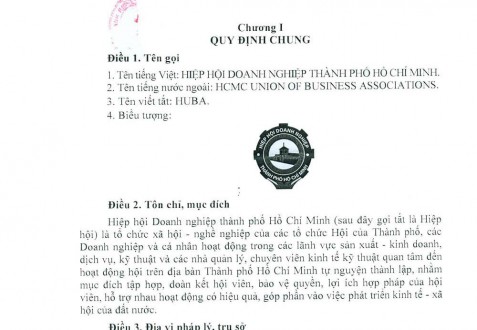 Chương I
QUY ĐỊNH CHUNG
Điều 1. Tên gọi
1. Tên tiếng Việt: HIỆP HỘI DOANH NGHIỆP THÀNH PHỐ HỒ CHÍ MINH.
2. Tên tiếng nước ngoài: HCMC UNION OF BUSINESS ASSOCIATIONS.
3. Tên viết tắt: HUBA.
4. Biểu tượng:
HIỆP HỘI DOANH NGHIỆP
THÀNH PHỐ HỒ CHÍ MINH
Điều 2. Tôn chỉ, mục đích
Hiệp hội Doanh nghiệp thành phố Hồ Chí Minh (sau đây gọi tắt là Hiệp
hội) là tổ chức xã hội - nghề nghiệp của các tổ chức Hội của Thành phố, các
Doanh nghiệp và cá nhân hoạt động trong các lãnh vực sản xuất - kinh doanh,
dịch vụ, kỹ thuật và các nhà quản lý, chuyên viên kinh tế kỹ thuật quan tâm đến
hoạt động hội trên địa bàn Thành phố Hồ Chí Minh tự nguyện thành lập, nhằm
mục đích tập hợp, đoàn kết hội viên, bảo vệ quyền, lợi ích hợp pháp của hội
viên, hỗ trợ nhau hoạt động có hiệu quả, góp phần vào việc phát triển kinh tế - xã
hội của đất nước.
Điều 3. Địa vị pháp lý, trụ sở